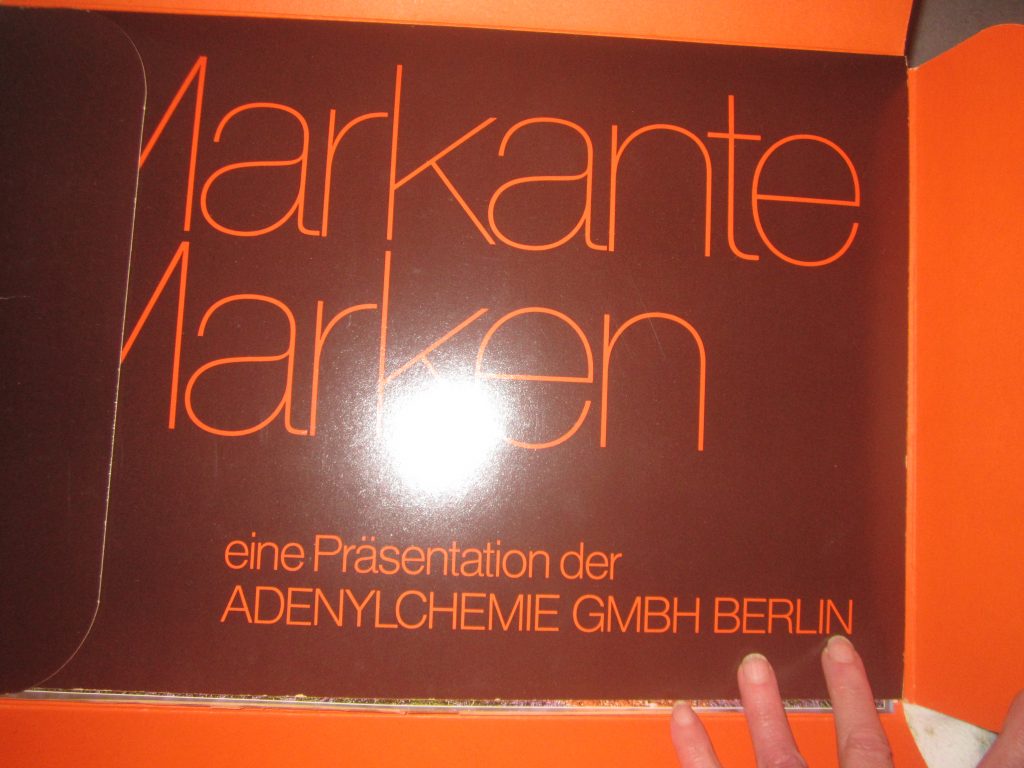 Markante
Marken
eine Präsentation der
ADENYLCHEMIE GMBH BERLIN